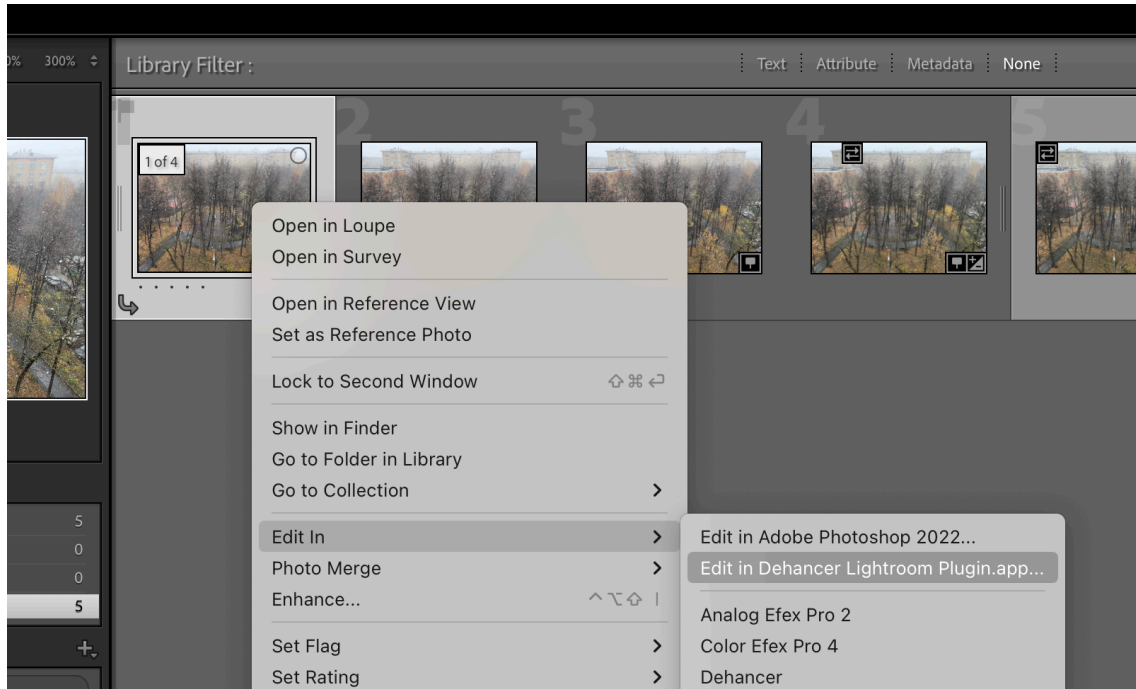 300%
Library Filter :
Text Attribute Metadata None
1 2 3 4 5
1 of 4
Open in Loupe
Open in Survey
Open in Reference View
Set as Reference Photo
Lock to Second Window ⇧⌘↩
Show in Finder
Go to Folder in Library
Go to Collection
Edit In
Photo Merge
Enhance... ^⌥⇧ I
Set Flag
Set Rating
Edit in Adobe Photoshop 2022...
Edit in Dehancer Lightroom Plugin.app...
Analog Efex Pro 2
Color Efex Pro 4
Dehancer
5
0
0
5